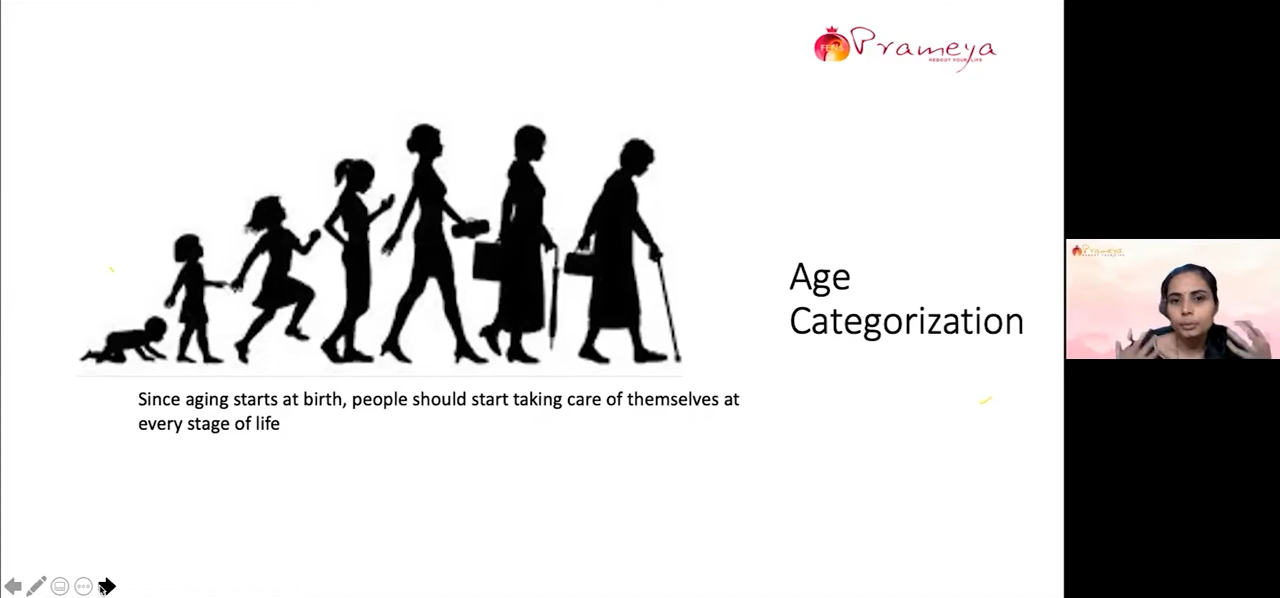 Prameya
REBOOT YOUR LIFE
Age
Categorization
Since aging starts at birth, people should start taking care of themselves at
every stage of life
Prameya